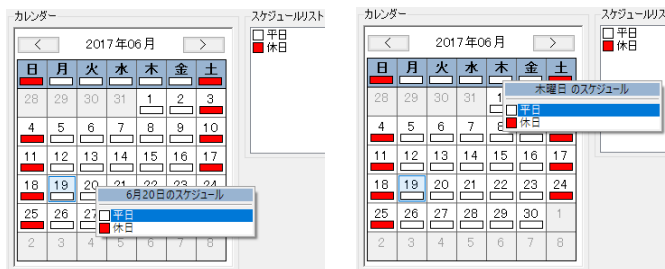 カレンダー
スケジュールリスト
< 2017年06月 >
平日
休日
日 月 火 水 木 金 土
28 29 30 31 1 2 3
4 5 6 7 8 9 10
11 12 13 14 15 16 17
18 19 20 21 22 23 24
6月20日のスケジュール
25 26 27
平日
休日
2 3 4 5 6 7 8
カレンダー
スケジュールリス
< 2017年06月 >
平日
休日
日 月 火 水 木 金 土
木曜日 のスケジュール
28 29 30 31 1
平日
休日
4 5 6 7 8
11 12 13 14 15 16 17
18 19 20 21 22 23 24
25 26 27 28 29 30 1
2 3 4 5 6 7 8